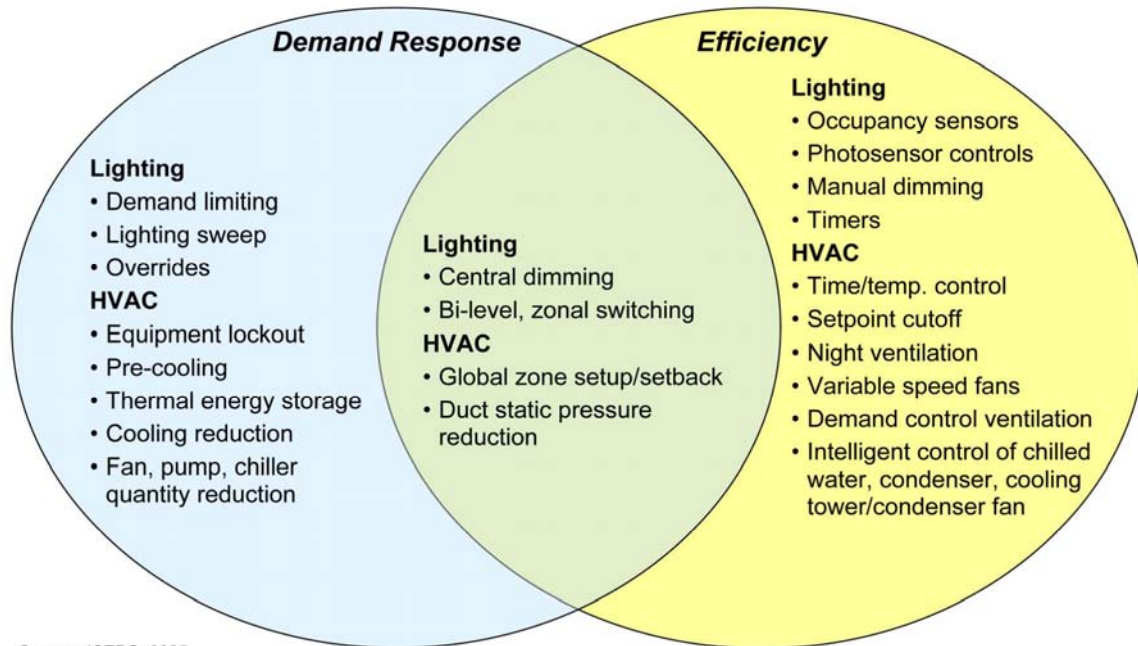 Demand Response
Efficiency
Lighting
• Demand limiting
• Lighting sweep
• Overrides
HVAC
• Equipment lockout
• Pre-cooling
• Thermal energy storage
• Cooling reduction
• Fan, pump, chiller
quantity reduction
Lighting
• Central dimming
• Bi-level, zonal switching
HVAC
• Global zone setup/setback
• Duct static pressure
reduction
Lighting
• Occupancy sensors
• Photosensor controls
• Manual dimming
• Timers
HVAC
• Time/temp. control
• Setpoint cutoff
• Night ventilation
• Variable speed fans
• Demand control ventilation
• Intelligent control of chilled
water, condenser, cooling
tower/condenser fan